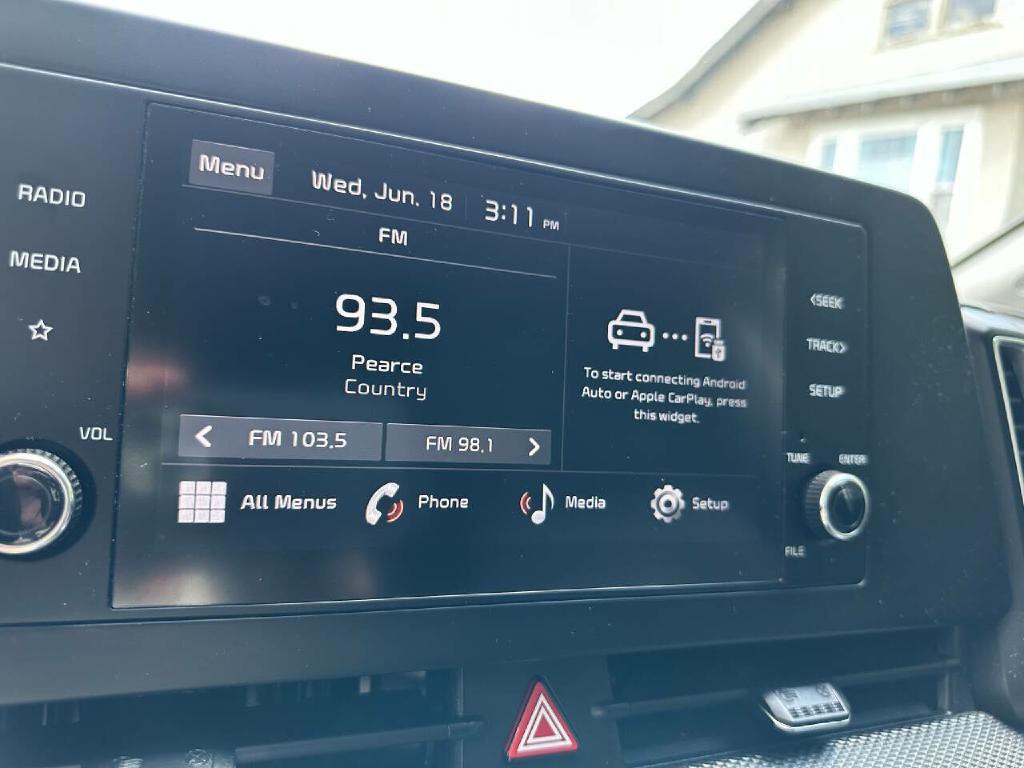 RADIO
MEDIA
VOL
Menu
Wed, Jun. 18
3:11 PM
FM
93.5
Pearce
Country
< FM 103.5
FM 98.1 >
To start connecting Android
Auto or Apple CarPlay, press
this widget.
All Menus
Phone
Media
Setup
<SEEK
TRACK>
SETUP
TUNE
ENTER
FILE